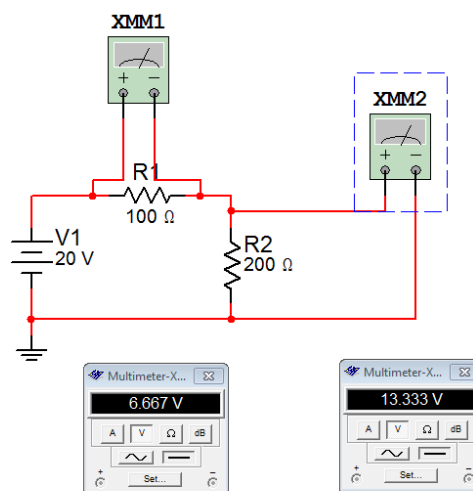 XMM1
XMM2
R1
100 Ω
V1
20 V
R2
200 Ω
Multimeter-X...
6.667 V
A V Ω dB
Set...
+ −
Multimeter-X...
13.333 V
A V Ω dB
Set...
+